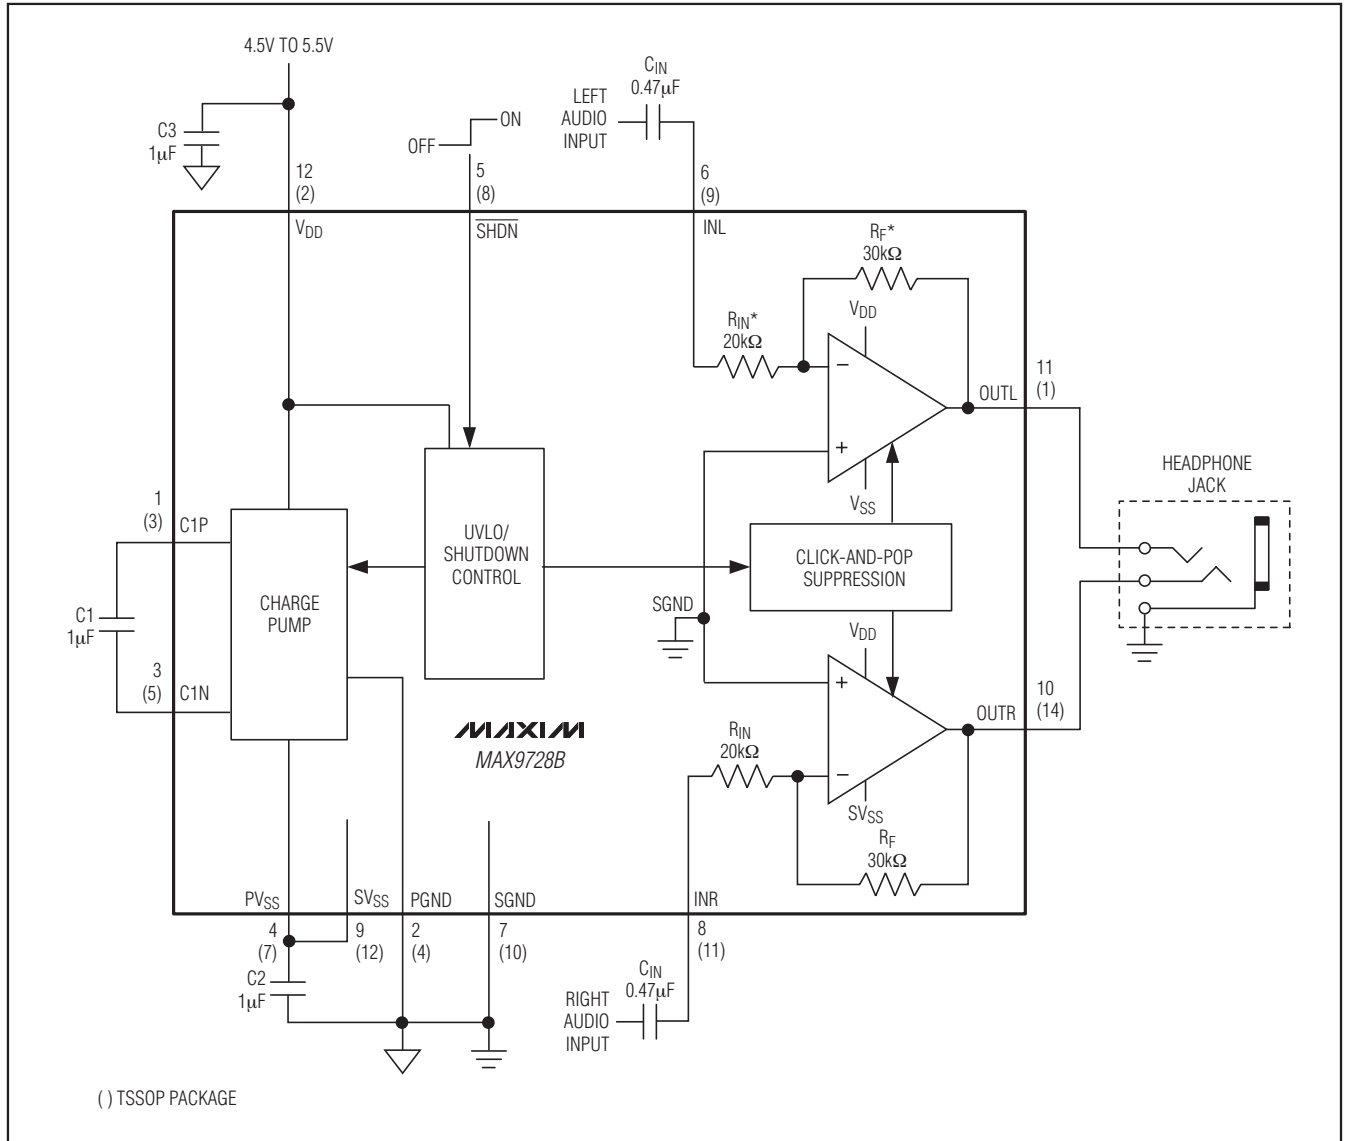 4.5V TO 5.5V
C3
1µF
12
(2)
VDD
OFF
ON
5
(8)
SHDN
LEFT
AUDIO
INPUT
CIN
0.47µF
6
(9)
INL
RF*
30kΩ
RIN*
20kΩ
VDD
−
+
VSS
OUTL
11
(1)
HEADPHONE
JACK
1
(3)
C1P
C1
1µF
3
(5)
C1N
CHARGE
PUMP
UVLO/
SHUTDOWN
CONTROL
CLICK-AND-POP
SUPPRESSION
SGND
VDD
+
−
SVSS
OUTR
10
(14)
RIN
20kΩ
RF
30kΩ
MAXIM
MAX9728B
PVSS
SVSS
PGND
SGND
INR
4
(7)
9
(12)
2
(4)
7
(10)
8
(11)
C2
1µF
RIGHT
AUDIO
INPUT
CIN
0.47µF
( ) TSSOP PACKAGE